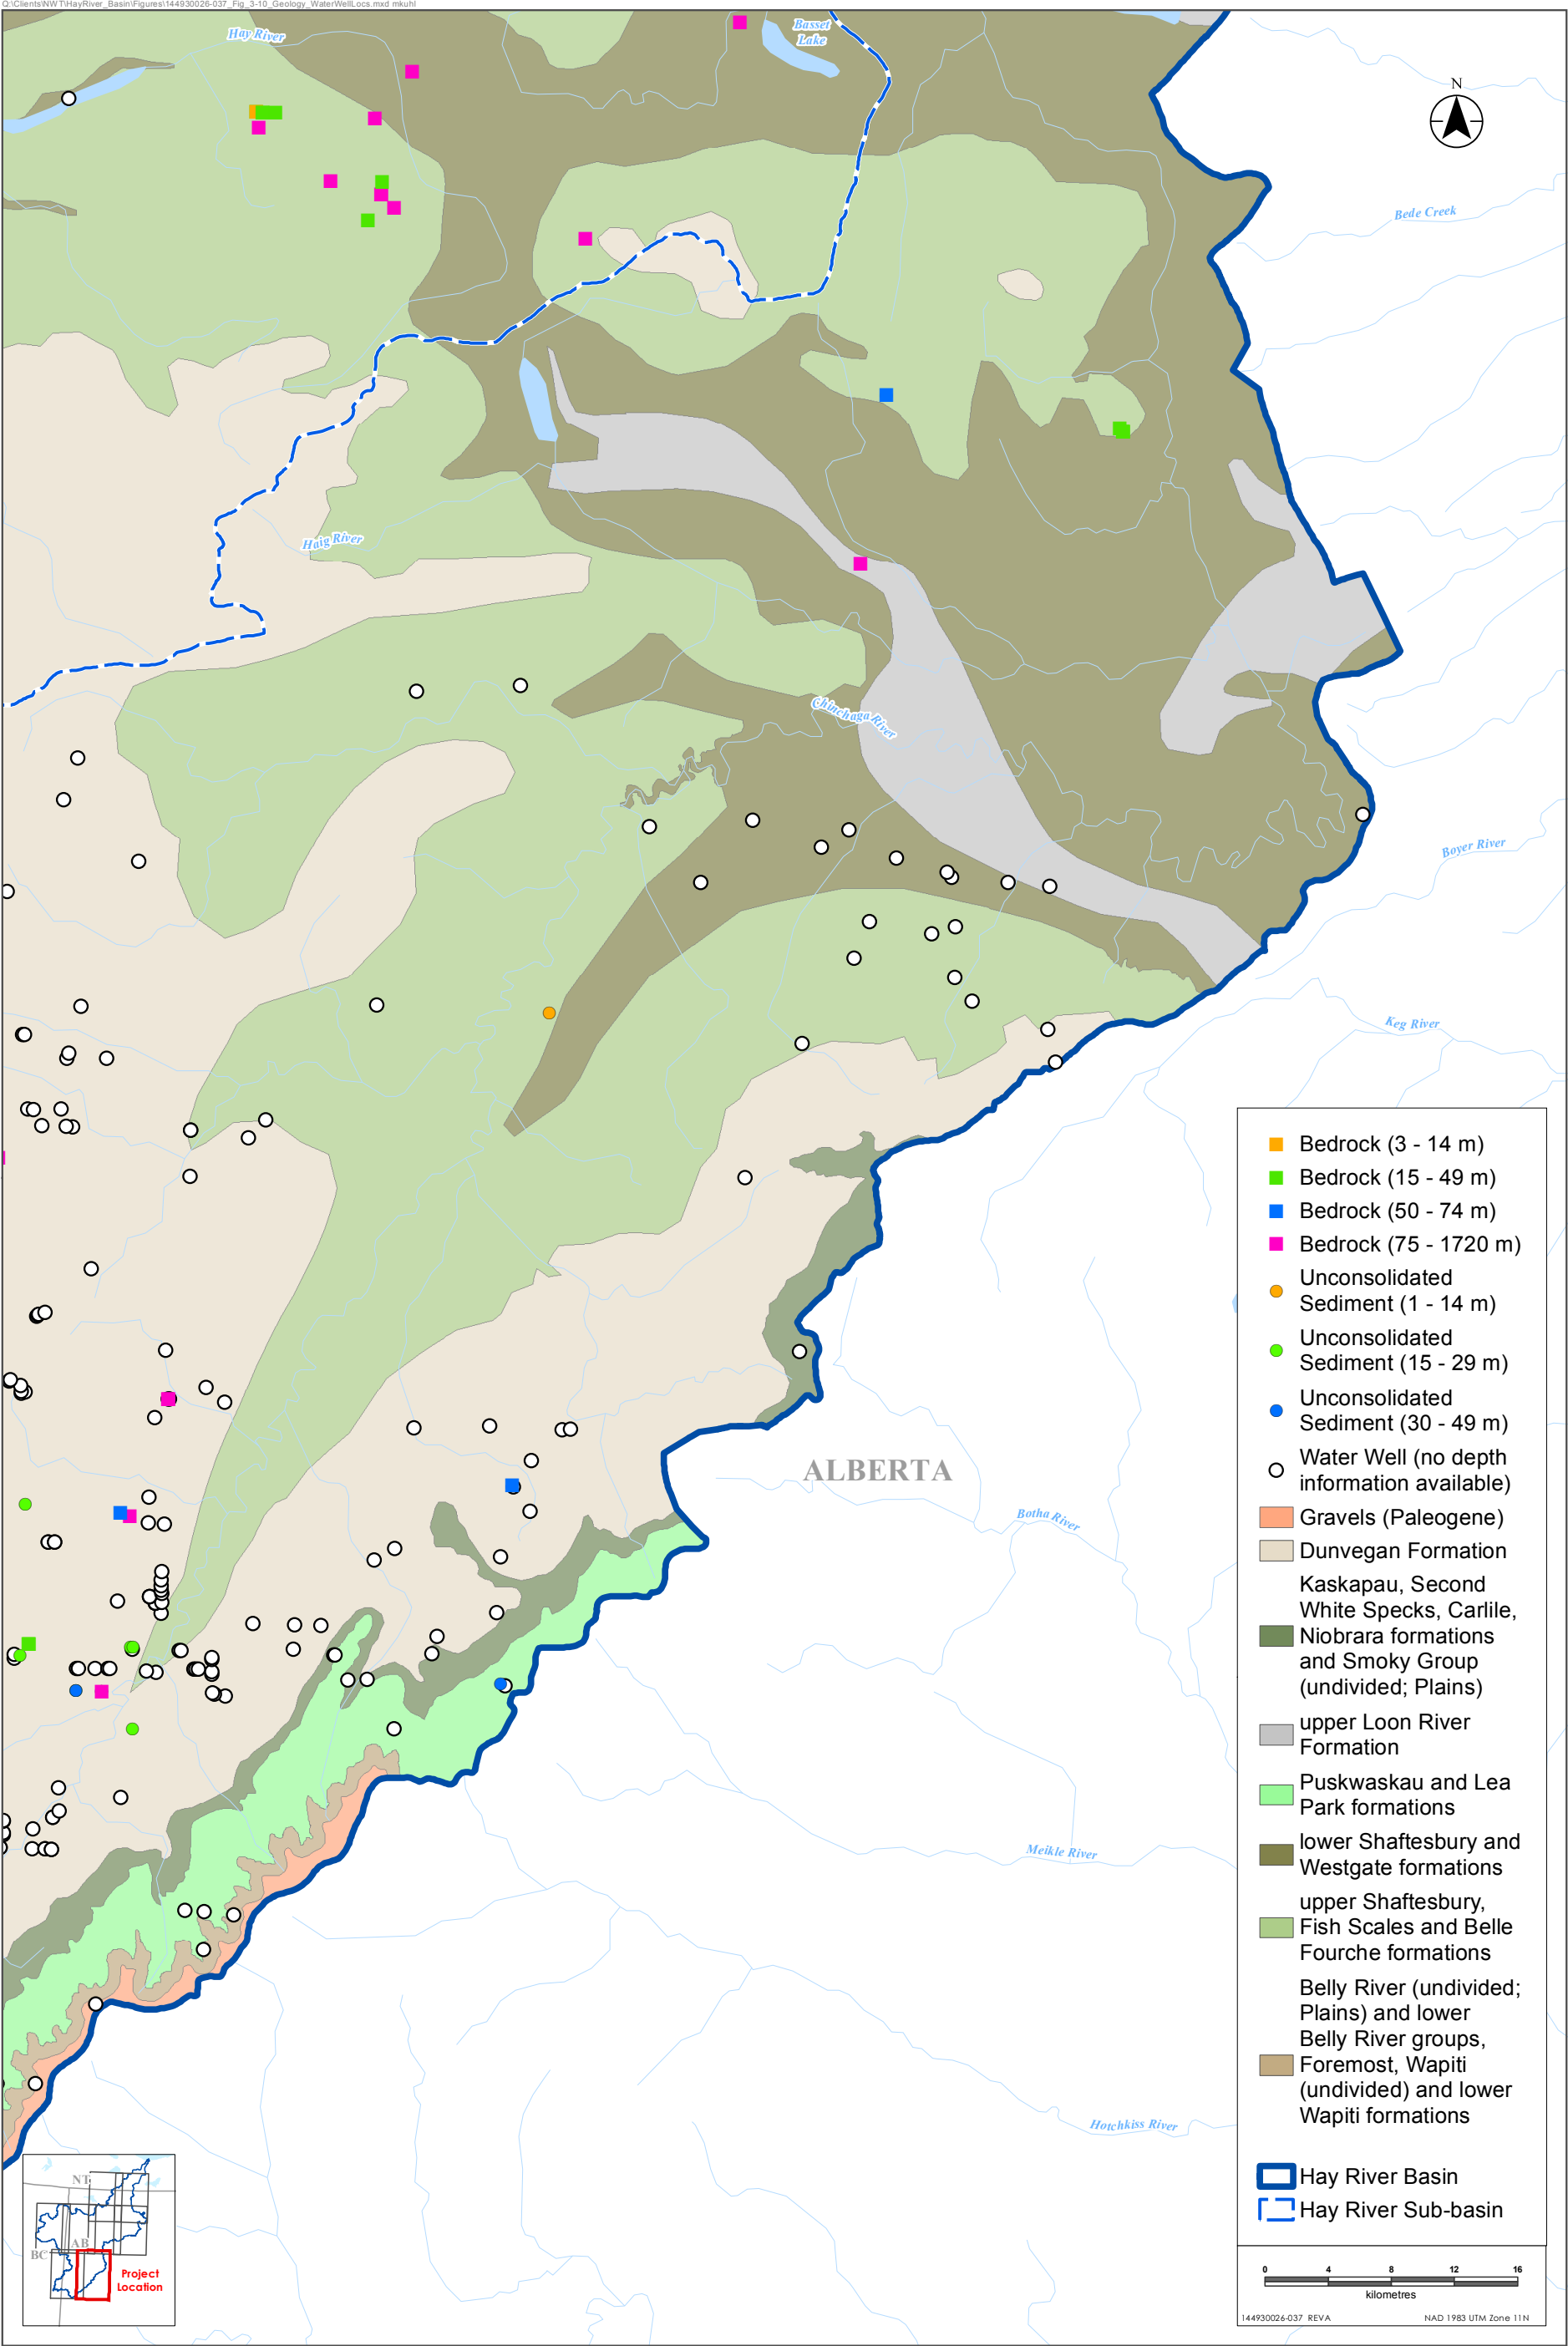 Q:\Clients\NWT\HayRiver_Basin\Figures\144930026-037_Fig_3-10_Geology_WaterWellLocs.mxd mkuhl
Hay River
Basset
Lake
N
Bede Creek
Haig River
Chinchaga River
Boyer River
Keg River
ALBERTA
Botha River
Meikle River
Hotchkiss River
Bedrock (3 - 14 m)
Bedrock (15 - 49 m)
Bedrock (50 - 74 m)
Bedrock (75 - 1720 m)
Unconsolidated
Sediment (1 - 14 m)
Unconsolidated
Sediment (15 - 29 m)
Unconsolidated
Sediment (30 - 49 m)
Water Well (no depth
information available)
Gravels (Paleogene)
Dunvegan Formation
Kaskapau, Second
White Specks, Carlile,
Niobrara formations
and Smoky Group
(undivided; Plains)
upper Loon River
Formation
Puskwaskau and Lea
Park formations
lower Shaftesbury and
Westgate formations
upper Shaftesbury,
Fish Scales and Belle
Fourche formations
Belly River (undivided;
Plains) and lower
Belly River groups,
Foremost, Wapiti
(undivided) and lower
Wapiti formations
Hay River Basin
Hay River Sub-basin
0 4 8 12 16
kilometres
144930026-037 REVA NAD 1983 UTM Zone 11N
NT
AB
BC
Project
Location